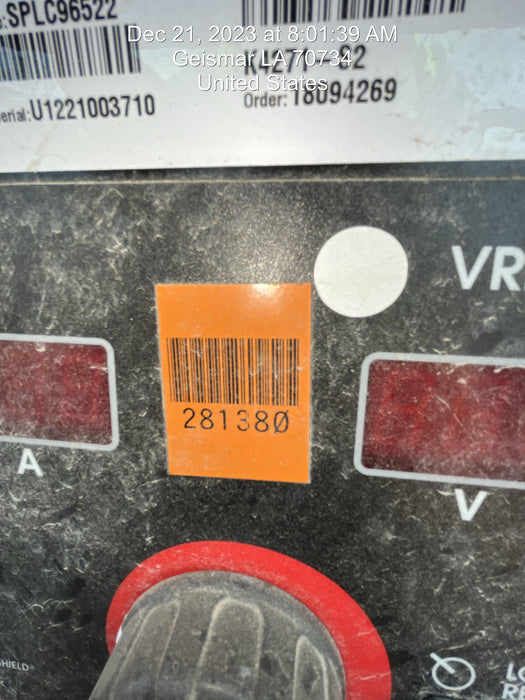 :SPLC96522
Dec 21, 2023 at 8:01:39 AM
Geismar LA 70734
United States
erial:U1221003710
Order: 18094269
VR
281380
A
V
HIELD®